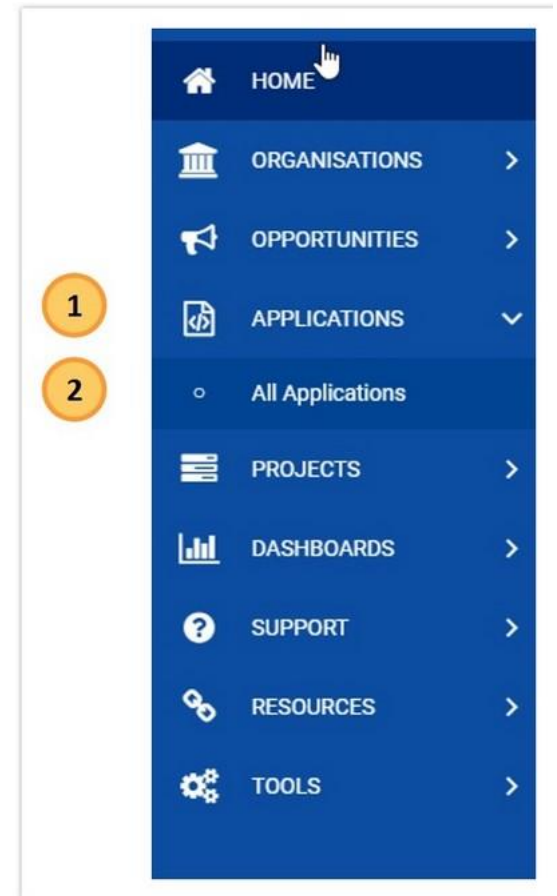 HOME
ORGANISATIONS
OPPORTUNITIES
1 APPLICATIONS
2 All Applications
PROJECTS
DASHBOARDS
SUPPORT
RESOURCES
TOOLS